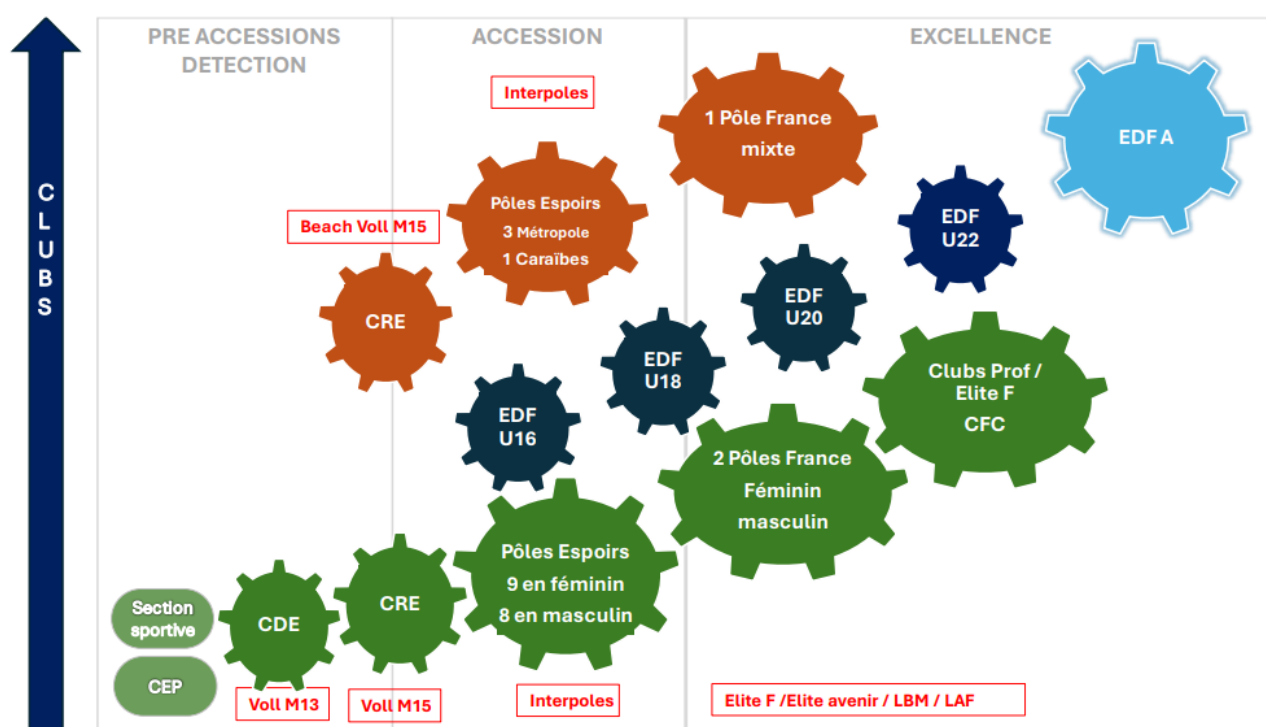 PRE ACCESSIONS
DETECTION
ACCESSION
EXCELLENCE
CLUBS
Interpoles
1 Pôle France
mixte
EDF A
Pôles Espoirs
3 Métropole
1 Caraïbes
Beach Voll M15
EDF
U22
CRE
EDF
U20
EDF
U18
Clubs Prof /
Elite F
CFC
EDF
U16
2 Pôles France
Féminin
masculin
Pôles Espoirs
9 en féminin
8 en masculin
CRE
CDE
Section
sportive
CEP
Voll M13
Voll M15
Interpoles
Elite F /Elite avenir / LBM / LAF